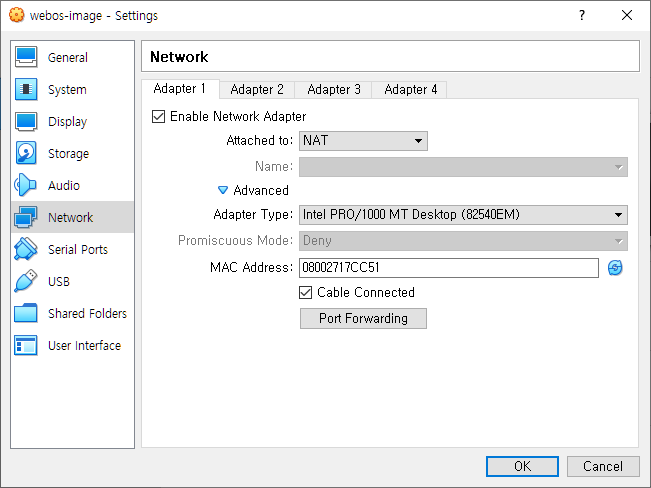 webos-image - Settings
General
System
Display
Storage
Audio
Network
Serial Ports
USB
Shared Folders
User Interface
Network
Adapter 1 Adapter 2 Adapter 3 Adapter 4
Enable Network Adapter
Attached to: NAT
Name:
Advanced
Adapter Type: Intel PRO/1000 MT Desktop (82540EM)
Promiscuous Mode: Deny
MAC Address: 08002717CC51
Cable Connected
Port Forwarding
OK Cancel